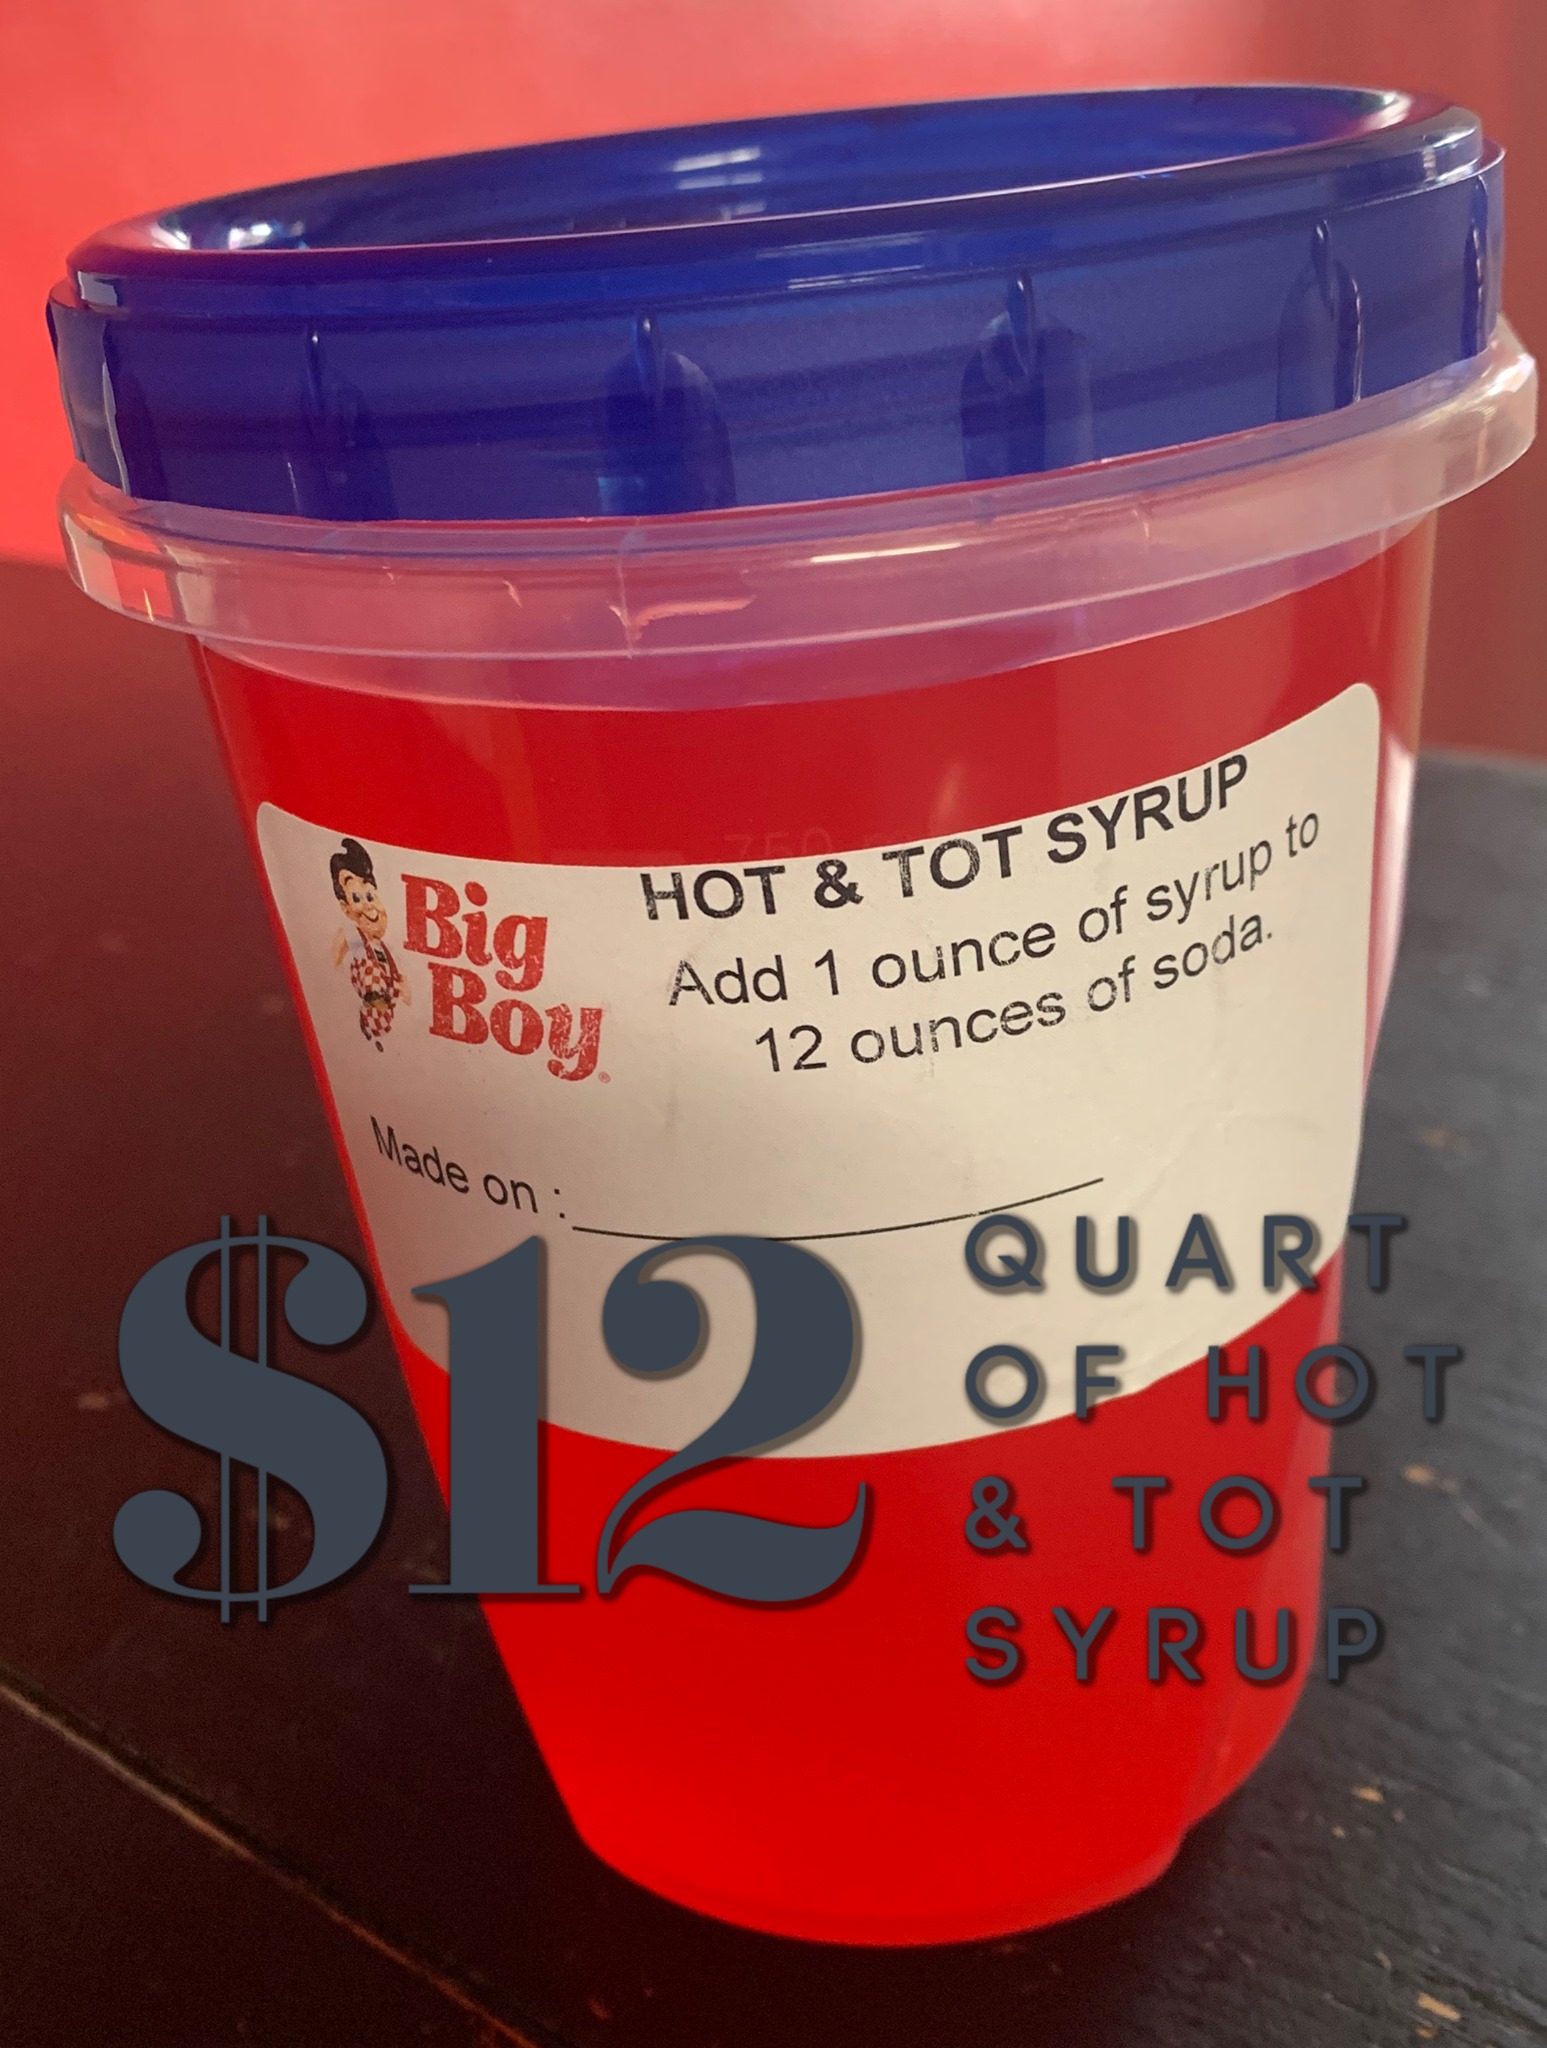 Big
Boy
HOT & TOT SYRUP
Add 1 ounce of syrup to
12 ounces of soda.
Made on :
$12
QUART
OF HOT
& TOT
SYRUP
750